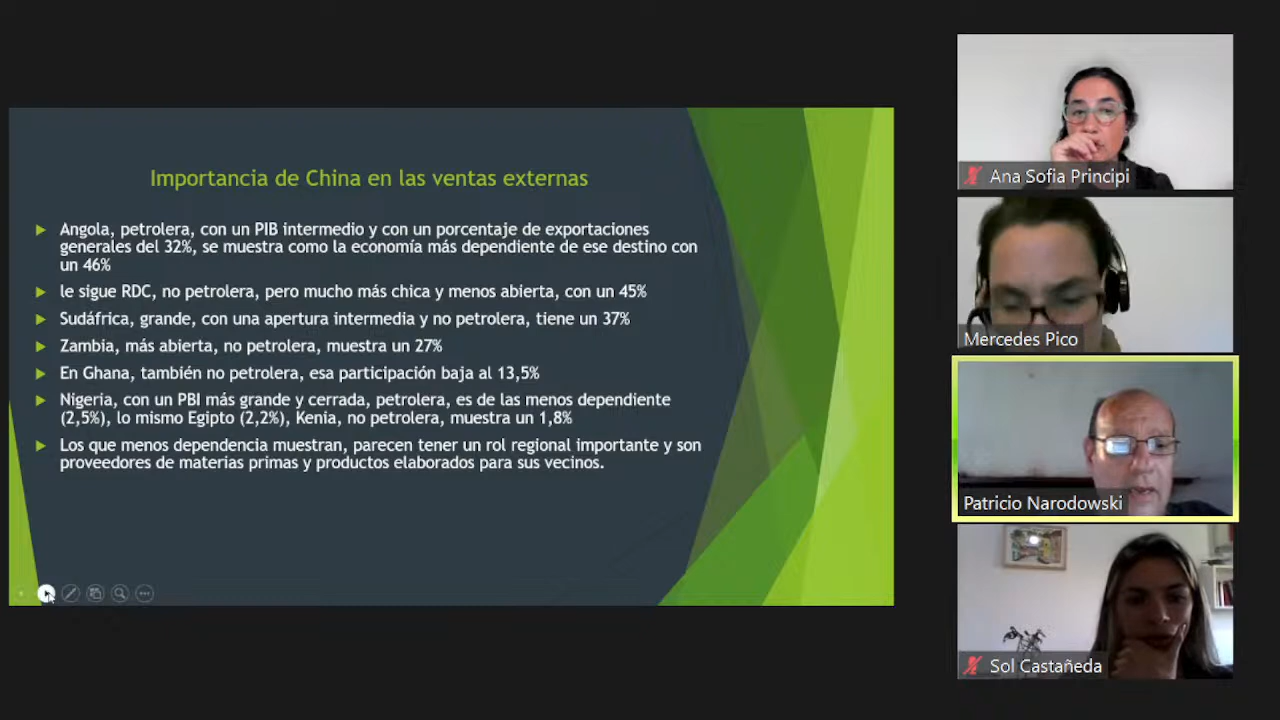 Importancia de China en las ventas externas
Angola, petrolera, con un PIB intermedio y con un porcentaje de exportaciones
generales del 32%, se muestra como la economía más dependiente de ese destino con
un 46%
le sigue RDC, no petrolera, pero mucho más chica y menos abierta, con un 45%
Sudáfrica, grande, con una apertura intermedia y no petrolera, tiene un 37%
Zambia, más abierta, no petrolera, muestra un 27%
En Ghana, también no petrolera, esa participación baja al 13,5%
Nigeria, con un PBI más grande y cerrada, petrolera, es de las menos dependiente
(2,5%), lo mismo Egipto (2,2%), Kenia, no petrolera, muestra un 1,8%
Los que menos dependencia muestran, parecen tener un rol regional importante y son
proveedores de materias primas y productos elaborados para sus vecinos.
Ana Sofia Principi
Mercedes Pico
Patricio Narodowski
Sol Castañeda